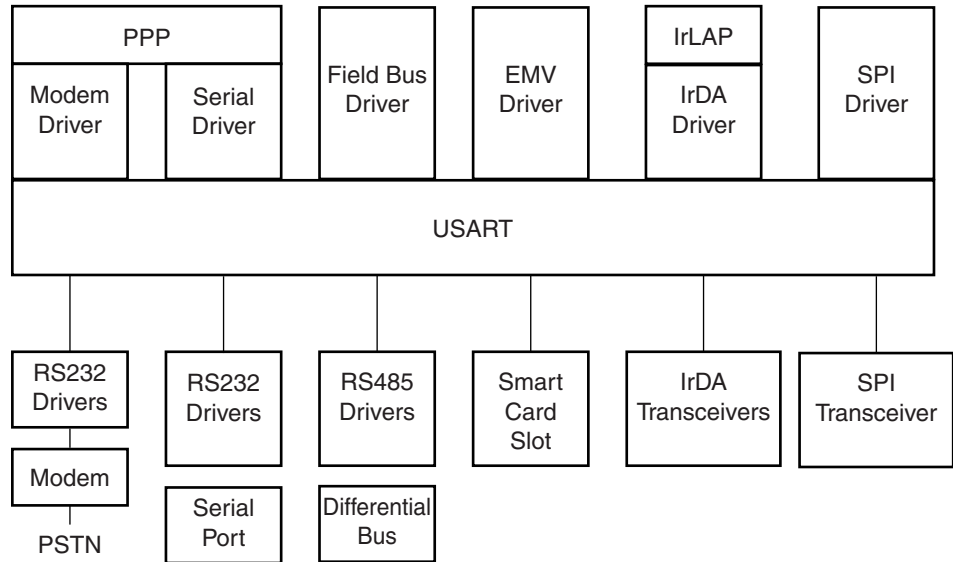 PPP
Modem
Driver
Serial
Driver
Field Bus
Driver
EMV
Driver
IrLAP
IrDA
Driver
SPI
Driver
USART
RS232
Drivers
Modem
PSTN
RS232
Drivers
Serial
Port
RS485
Drivers
Differential
Bus
Smart
Card
Slot
IrDA
Transceivers
SPI
Transceiver